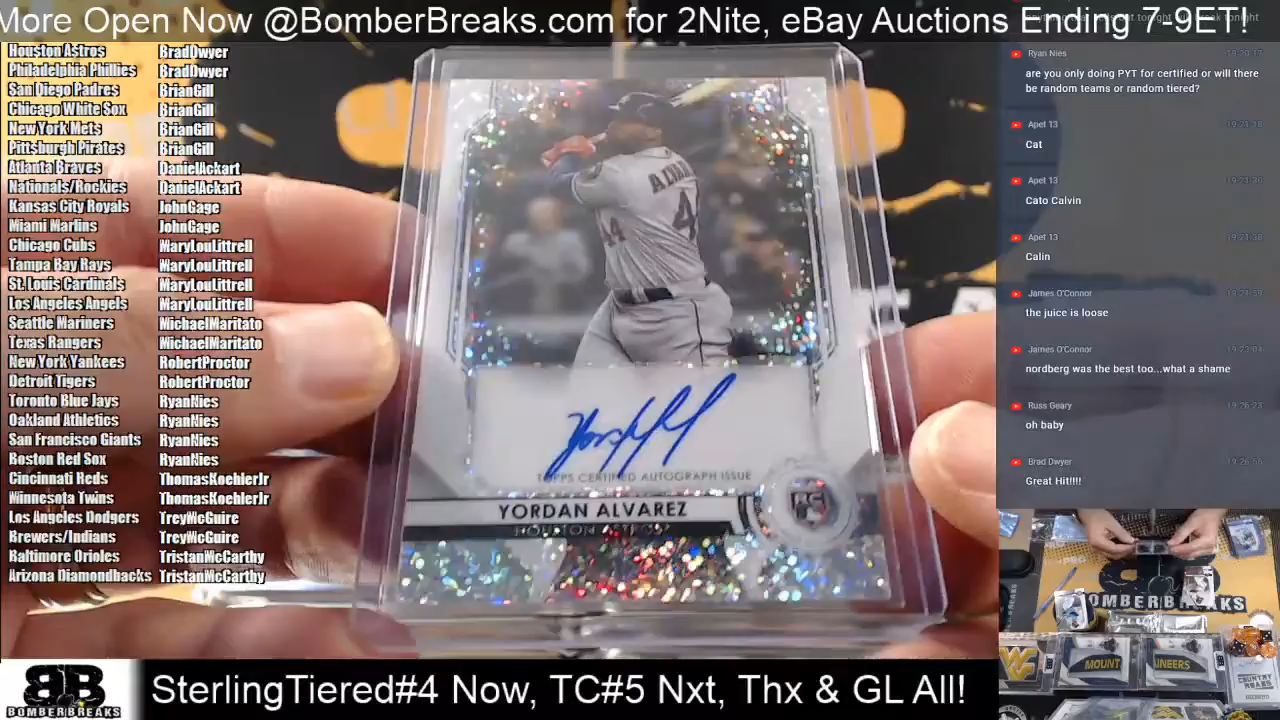 More Open Now @BomberBreaks.com for 2Nite, eBay Auctions Ending 7-9ET!
Houston Astros BradDwyer
Philadelphia Phillies BradDwyer
San Diego Padres BrianGill
Chicago White Sox BrianGill
New York Mets BrianGill
Pittsburgh Pirates BrianGill
Atlanta Braves DanielAckart
Nationals/Rockies DanielAckart
Kansas City Royals JohnGage
Miami Marlins JohnGage
Chicago Cubs MaryLouLittrell
Tampa Bay Rays MaryLouLittrell
St. Louis Cardinals MaryLouLittrell
Los Angeles Angels MaryLouLittrell
Seattle Mariners MichaelMaritato
Texas Rangers MichaelMaritato
New York Yankees RobertProctor
Detroit Tigers RobertProctor
Toronto Blue Jays RyanNies
Oakland Athletics RyanNies
San Francisco Giants RyanNies
Boston Red Sox RyanNies
Cincinnati Reds ThomasKoehlerJr
Minnesota Twins ThomasKoehlerJr
Los Angeles Dodgers TreyMcGuire
Brewers/Indians TreyMcGuire
Baltimore Orioles TristanMcCarthy
Arizona Diamondbacks TristanMcCarthy
44
TOPPS CERTIFIED AUTOGRAPH ISSUE
YORDAN ALVAREZ
HOUSTON ASTROS
RC
Ryan Nies
are you only doing PYT for certified or will there
be random teams or random tiered?
Apet 13
Cat
Apet 13
Cato Calvin
Apet 13
Calin
James O'Connor
the juice is loose
James O'Connor
nordberg was the best too...what a shame
Russ Geary
oh baby
Brad Dwyer
Great Hit!!!!
BOMBERBREAKS
MOUNT
AINEERS
COUNTRY
ROADS
BB
BOMBERBREAKS
SterlingTiered#4 Now, TC#5 Nxt, Thx & GL All!